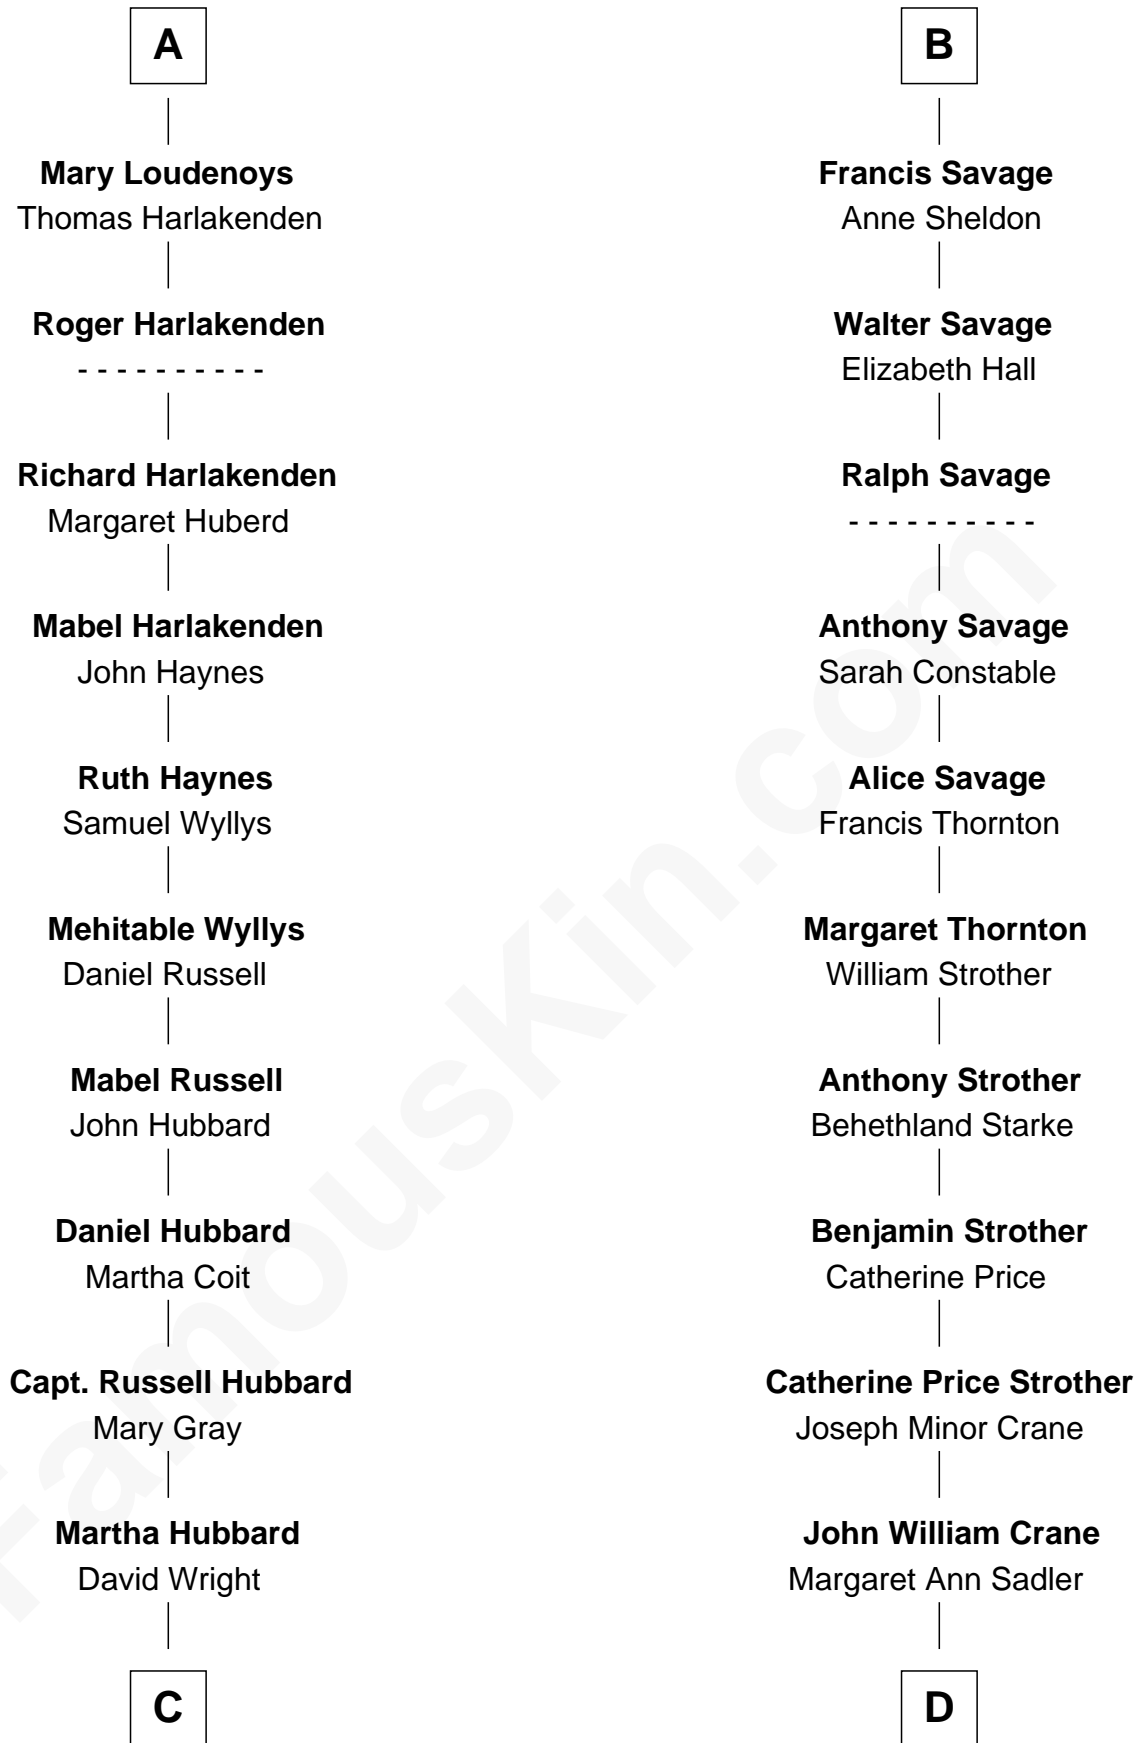 A
Mary Loudenoys
Thomas Harlakenden
Roger Harlakenden
- - - - - - - - - -
Richard Harlakenden
Margaret Huberd
Mabel Harlakenden
John Haynes
Ruth Haynes
Samuel Wyllys
Mehitable Wyllys
Daniel Russell
Mabel Russell
John Hubbard
Daniel Hubbard
Martha Coit
Capt. Russell Hubbard
Mary Gray
Martha Hubbard
David Wright
C
B
Francis Savage
Anne Sheldon
Walter Savage
Elizabeth Hall
Ralph Savage
- - - - - - - - - -
Anthony Savage
Sarah Constable
Alice Savage
Francis Thornton
Margaret Thornton
William Strother
Anthony Strother
Behethland Starke
Benjamin Strother
Catherine Price
Catherine Price Strother
Joseph Minor Crane
John William Crane
Margaret Ann Sadler
D
FamousKin.com